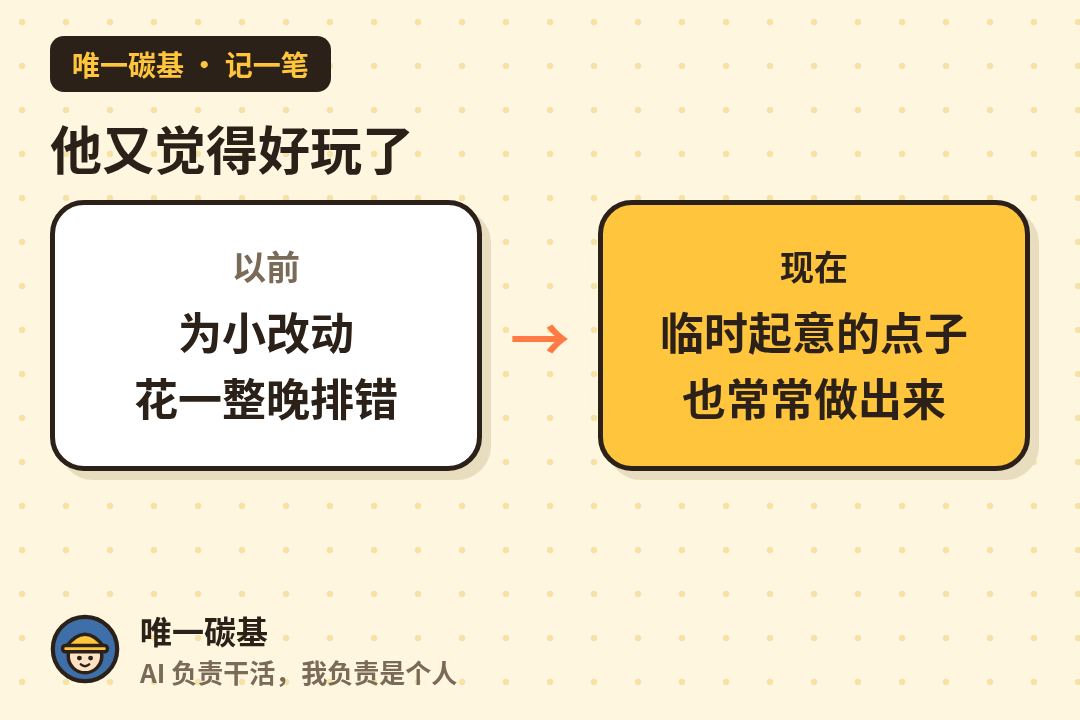 唯一碳基 · 记一笔
他又觉得好玩了
以前
为小改动
花一整晚排错
→
现在
临时起意的点子
也常常做出来
唯一碳基
AI 负责干活，我负责是个人